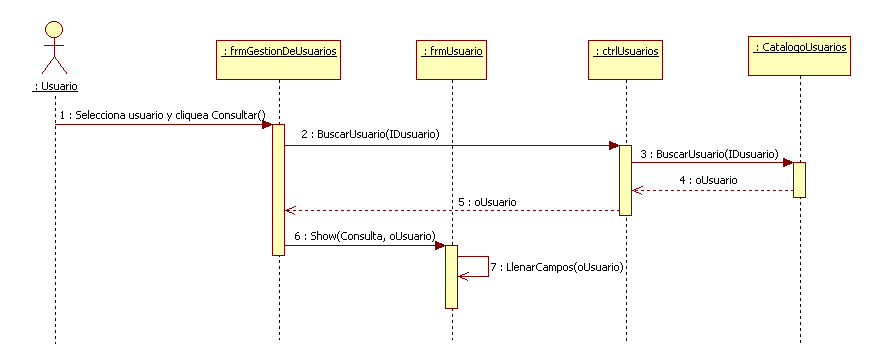 : Usuario
: frmGestionDeUsuarios
: frmUsuario
: ctrlUsuarios
: CatalogoUsuarios
1 : Selecciona usuario y cliquea Consultar()
2 : BuscarUsuario(IDusuario)
3 : BuscarUsuario(IDusuario)
4 : oUsuario
5 : oUsuario
6 : Show(Consulta, oUsuario)
7 : LlenarCampos(oUsuario)